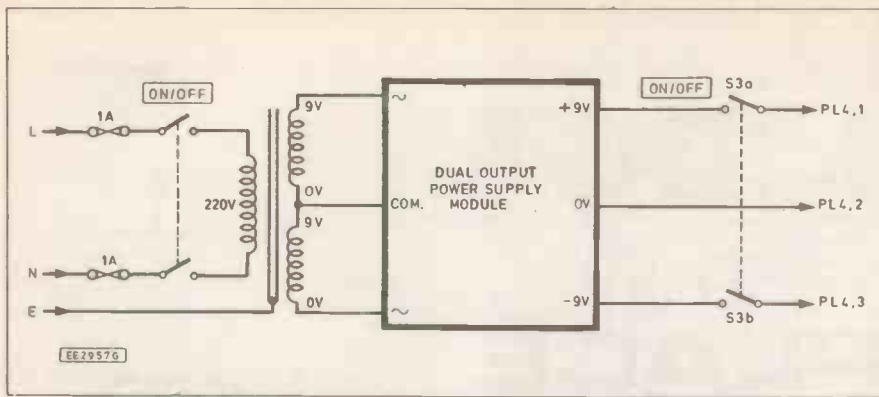 ON/OFF
1A
L
220V
1A
N
E
9V
0V
9V
0V
~
COM.
~
DUAL OUTPUT
POWER SUPPLY
MODULE
+9V
0V
-9V
ON/OFF
S3a
PL4,1
PL4,2
PL4,3
S3b
EE2957G